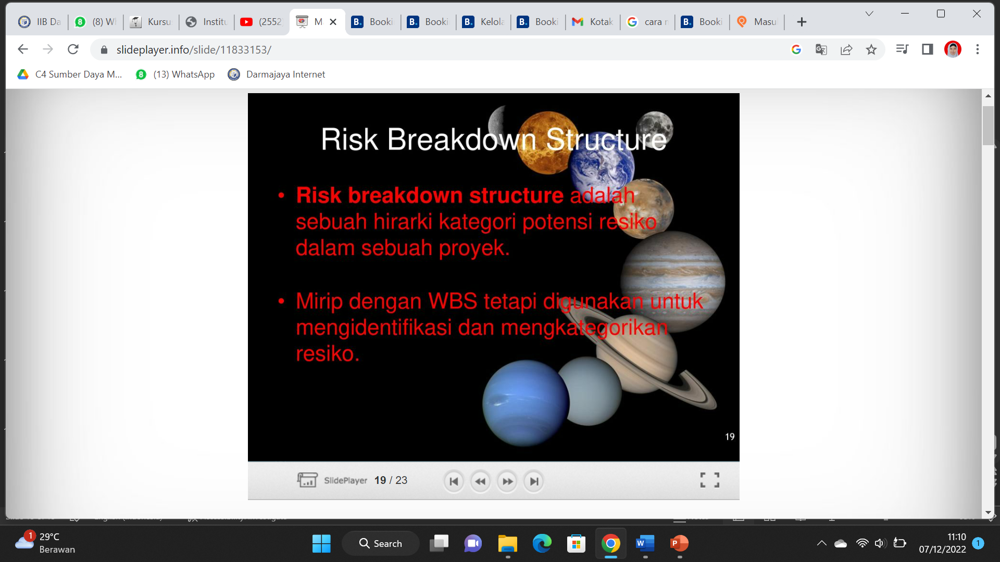 IIB Da
(8) W
Kursu
Institu
(2552
M
Booki
Booki
Kelola
Booki
Kotak
cara r
Booki
Masu
slideplayer.info/slide/11833153/
C4 Sumber Daya M...
(13) WhatsApp
Darmajaya Internet
Risk Breakdown Structure
• Risk breakdown structure adalah
sebuah hirarki kategori potensi resiko
dalam sebuah proyek.
• Mirip dengan WBS tetapi digunakan untuk
mengidentifikasi dan mengkategorikan
resiko.
19
SlidePlayer 19 / 23
1
29°C
Berawan
Search
11:10
07/12/2022
1